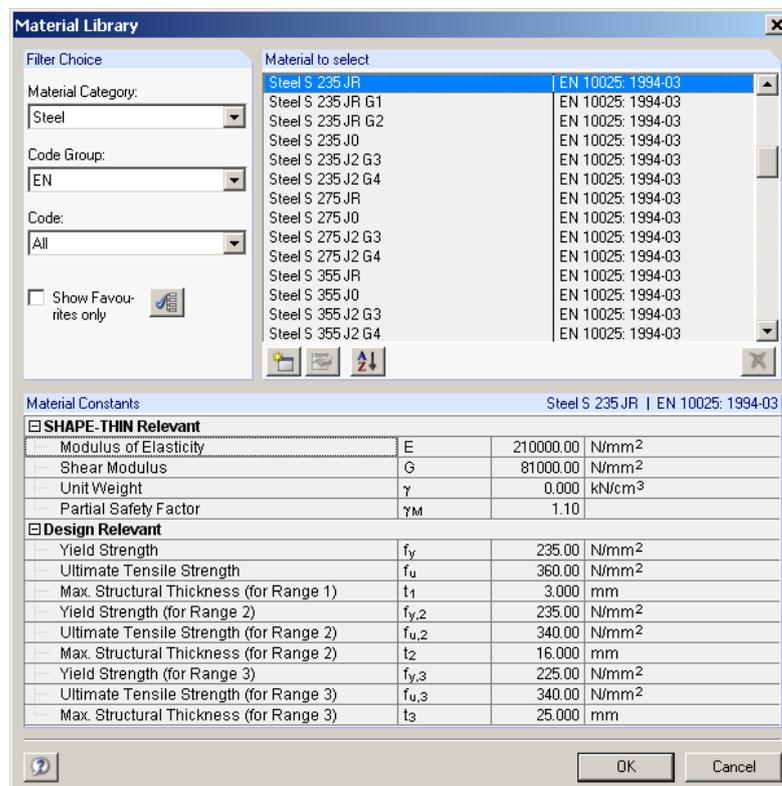 Material Library
Filter Choice
Material Category:
Steel
Code Group:
EN
Code:
All
Show Favou-
rites only
Material to select
Steel S 235 JR EN 10025: 1994-03
Steel S 235 JR G1 EN 10025: 1994-03
Steel S 235 JR G2 EN 10025: 1994-03
Steel S 235 J0 EN 10025: 1994-03
Steel S 235 J2 G3 EN 10025: 1994-03
Steel S 235 J2 G4 EN 10025: 1994-03
Steel S 275 JR EN 10025: 1994-03
Steel S 275 J0 EN 10025: 1994-03
Steel S 275 J2 G3 EN 10025: 1994-03
Steel S 275 J2 G4 EN 10025: 1994-03
Steel S 355 JR EN 10025: 1994-03
Steel S 355 J0 EN 10025: 1994-03
Steel S 355 J2 G3 EN 10025: 1994-03
Steel S 355 J2 G4 EN 10025: 1994-03
Material Constants Steel S 235 JR | EN 10025: 1994-03
SHAPE-THIN Relevant
Modulus of Elasticity E 210000.00 N/mm2
Shear Modulus G 81000.00 N/mm2
Unit Weight γ 0.000 kN/cm3
Partial Safety Factor γM 1.10
Design Relevant
Yield Strength fy 235.00 N/mm2
Ultimate Tensile Strength fu 360.00 N/mm2
Max. Structural Thickness (for Range 1) t1 3.000 mm
Yield Strength (for Range 2) fy,2 235.00 N/mm2
Ultimate Tensile Strength (for Range 2) fu,2 340.00 N/mm2
Max. Structural Thickness (for Range 2) t2 16.000 mm
Yield Strength (for Range 3) fy,3 225.00 N/mm2
Ultimate Tensile Strength (for Range 3) fu,3 340.00 N/mm2
Max. Structural Thickness (for Range 3) t3 25.000 mm
OK Cancel